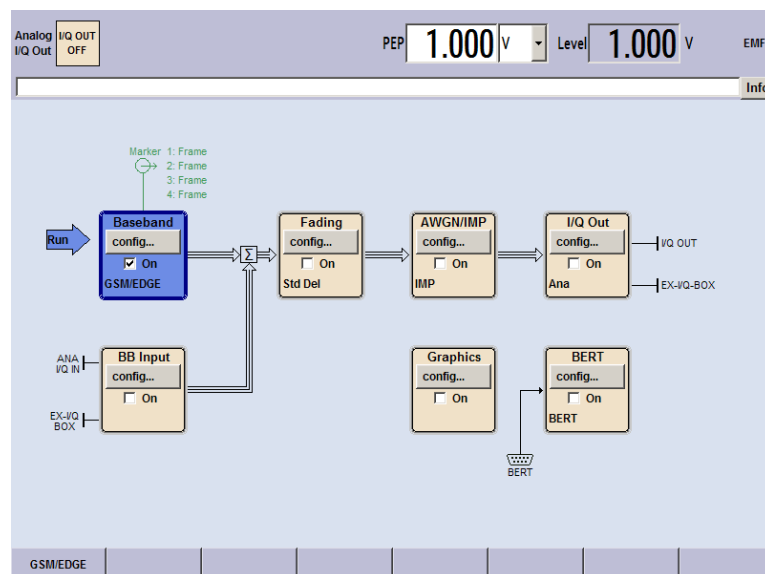 Analog I/Q Out
I/Q OUT OFF
PEP 1.000 V
Level 1.000 V
EMF
Info
Marker 1: Frame
2: Frame
3: Frame
4: Frame
Run
Baseband
config...
On
GSM/EDGE
Σ
Fading
config...
On
Std Del
AWGN/IMP
config...
On
IMP
I/Q Out
config...
On
Ana
I/Q OUT
EX-I/Q-BOX
ANA I/Q IN
EX-I/Q BOX
BB Input
config...
On
Graphics
config...
On
BERT
config...
On
BERT
BERT
GSM/EDGE